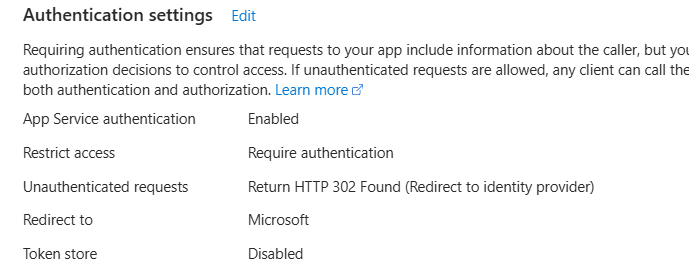 Authentication settings Edit
Requiring authentication ensures that requests to your app include information about the caller, but
authorization decisions to control access. If unauthenticated requests are allowed, any client can call the
both authentication and authorization. Learn more
App Service authentication Enabled
Restrict access Require authentication
Unauthenticated requests Return HTTP 302 Found (Redirect to identity provider)
Redirect to Microsoft
Token store Disabled